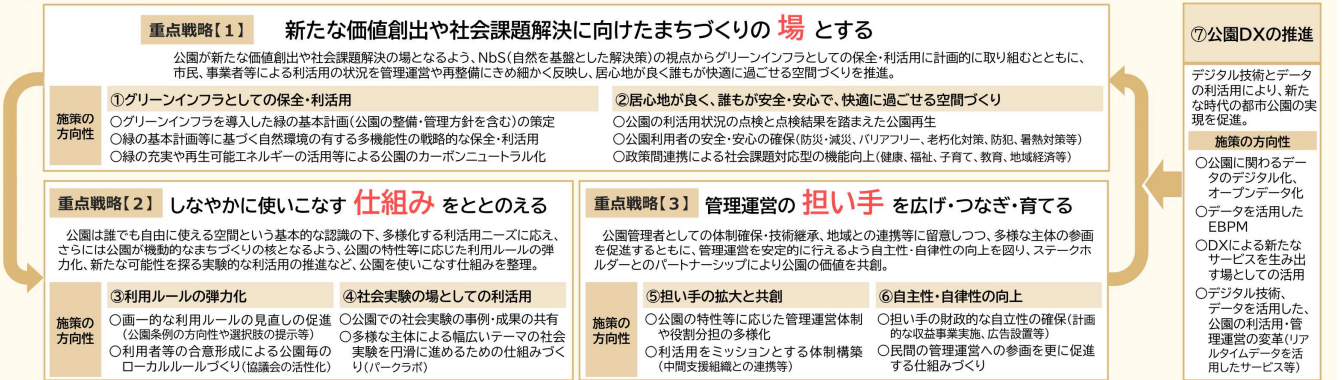 重点戦略【1】 新たな価値創出や社会課題解決に向けたまちづくりの 場 とする
公園が新たな価値創出や社会課題解決の場となるよう、NbS(自然を基盤とした解決策)の視点からグリーンインフラとしての保全・利活用に計画的に取り組むとともに、
市民、事業者等による利活用の状況を管理運営や再整備にきめ細かく反映し、居心地が良く誰もが快適に過ごせる空間づくりを推進。
施策の
方向性
①グリーンインフラとしての保全・利活用
○グリーンインフラを導入した緑の基本計画(公園の整備・管理方針を含む)の策定
○緑の基本計画等に基づく自然環境の有する多機能性の戦略的な保全・利活用
○緑の充実や再生可能エネルギーの活用等による公園のカーボンニュートラル化
②居心地が良く、誰もが安全・安心で、快適に過ごせる空間づくり
○公園の利活用状況の点検と点検結果を踏まえた公園再生
○公園利用者の安全・安心の確保(防災・減災、バリアフリー、老朽化対策、防犯、暑熱対策等)
○政策間連携による社会課題対応型の機能向上(健康、福祉、子育て、教育、地域経済等)
重点戦略【2】 しなやかに使いこなす 仕組み をととのえる
公園は誰でも自由に使える空間という基本的な認識の下、多様化する利活用ニーズに応え、
さらには公園が機動的なまちづくりの核となるよう、公園の特性等に応じた利用ルールの弾
力化、新たな可能性を探る実験的な利活用の推進など、公園を使いこなす仕組みを整理。
施策の
方向性
③利用ルールの弾力化
○画一的な利用ルールの見直しの促進
(公園条例の方向性や選択肢の提示等)
○利用者等の合意形成による公園毎の
ローカルルールづくり(協議会の活性化)
④社会実験の場としての利活用
○公園での社会実験の事例・成果の共有
○多様な主体による幅広いテーマの社会
実験を円滑に進めるための仕組みづく
り(パークラボ)
重点戦略【3】 管理運営の 担い手 を広げ・つなぎ・育てる
公園管理者としての体制確保・技術継承、地域との連携等に留意しつつ、多様な主体の参画
を促進するともに、管理運営を安定的に行えるよう自主性・自律性の向上を図り、ステークホ
ルダーとのパートナーシップにより公園の価値を共創。
施策の
方向性
⑤担い手の拡大と共創
○公園の特性等に応じた管理運営体制
や役割分担の多様化
○利活用をミッションとする体制構築
(中間支援組織との連携等)
⑥自主性・自律性の向上
○担い手の財政的な自立性の確保(計画
的な収益事業実施、広告設置等)
○民間の管理運営への参画を更に促進
する仕組みづくり
⑦公園DXの推進
デジタル技術とデータ
の利活用により、新た
な時代の都市公園の実
現を促進。
施策の方向性
○公園に関わるデー
タのデジタル化、
オープンデータ化
○データを活用した
EBPM
○DXによる新たな
サービスを生み出
す場としての活用
○デジタル技術、
データを活用した、
公園の利活用・管
理運営の変革(リア
ルタイムデータを活
用したサービス等)